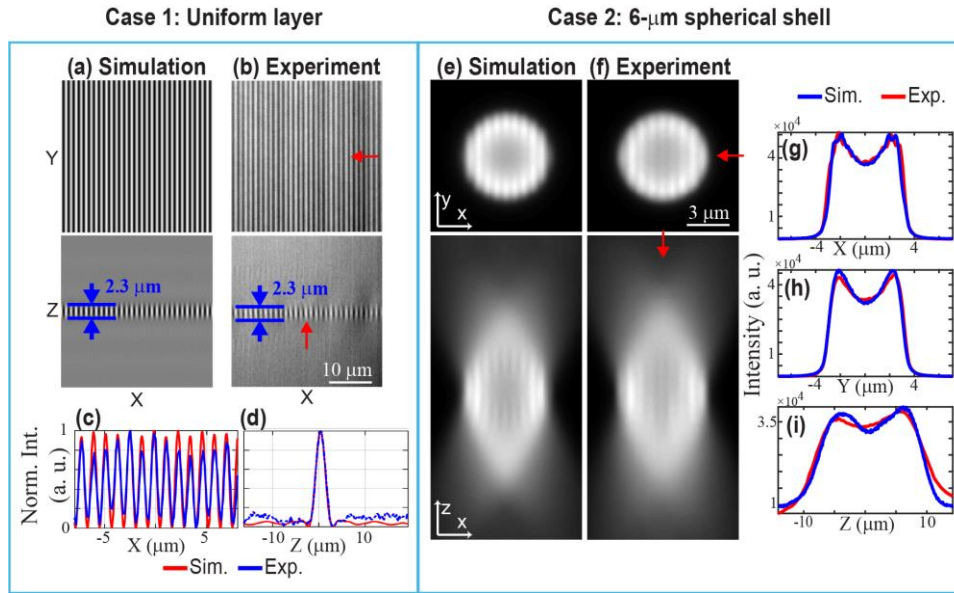 Case 1: Uniform layer
Case 2: 6-μm spherical shell
(a) Simulation
(b) Experiment
Y
Z
2.3 μm
2.3 μm
10 μm
X
X
(c)
(d)
Norm. Int.
(a. u.)
1
0
-5
5
X (μm)
-10
10
Z (μm)
Sim.
Exp.
(e) Simulation
(f) Experiment
y
x
3 μm
z
x
Sim.
Exp.
Intensity (a. u.)
×10⁴
(g)
4
1
-4
4
X (μm)
×10⁴
(h)
4
1
-4
4
Y (μm)
×10⁴
(i)
3.5
1
-10
10
Z (μm)